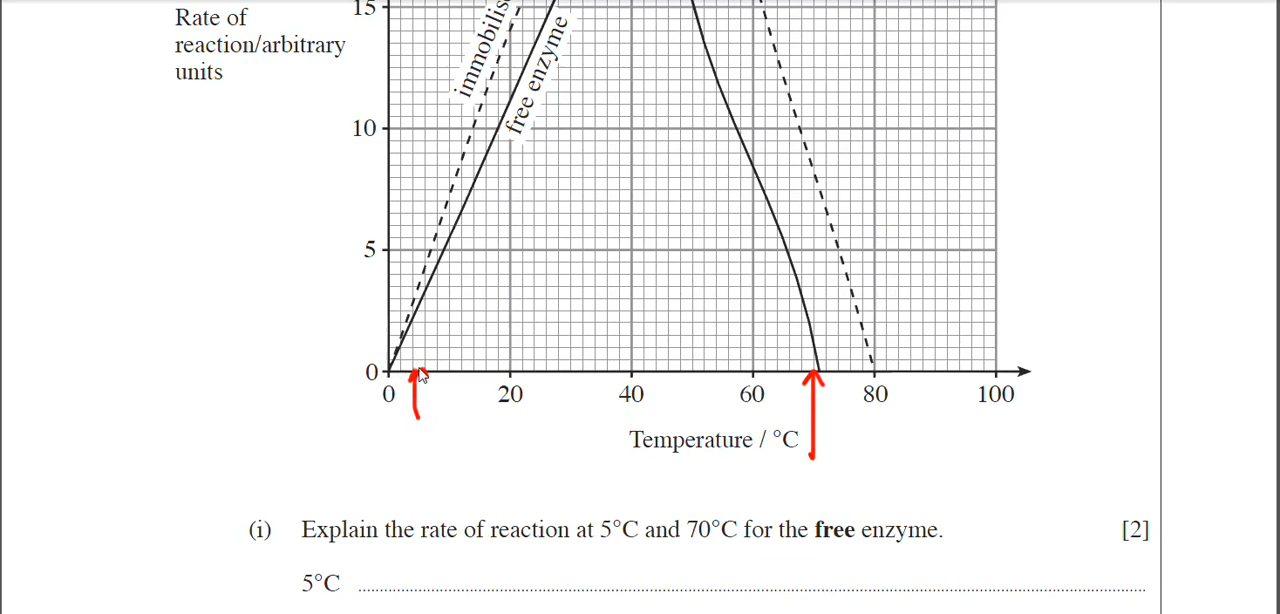 Rate of
reaction/arbitrary
units
15
10
5
0
immobilis
free enzyme
0 20 40 60 80 100
Temperature / °C
(i) Explain the rate of reaction at 5°C and 70°C for the free enzyme. [2]
5°C